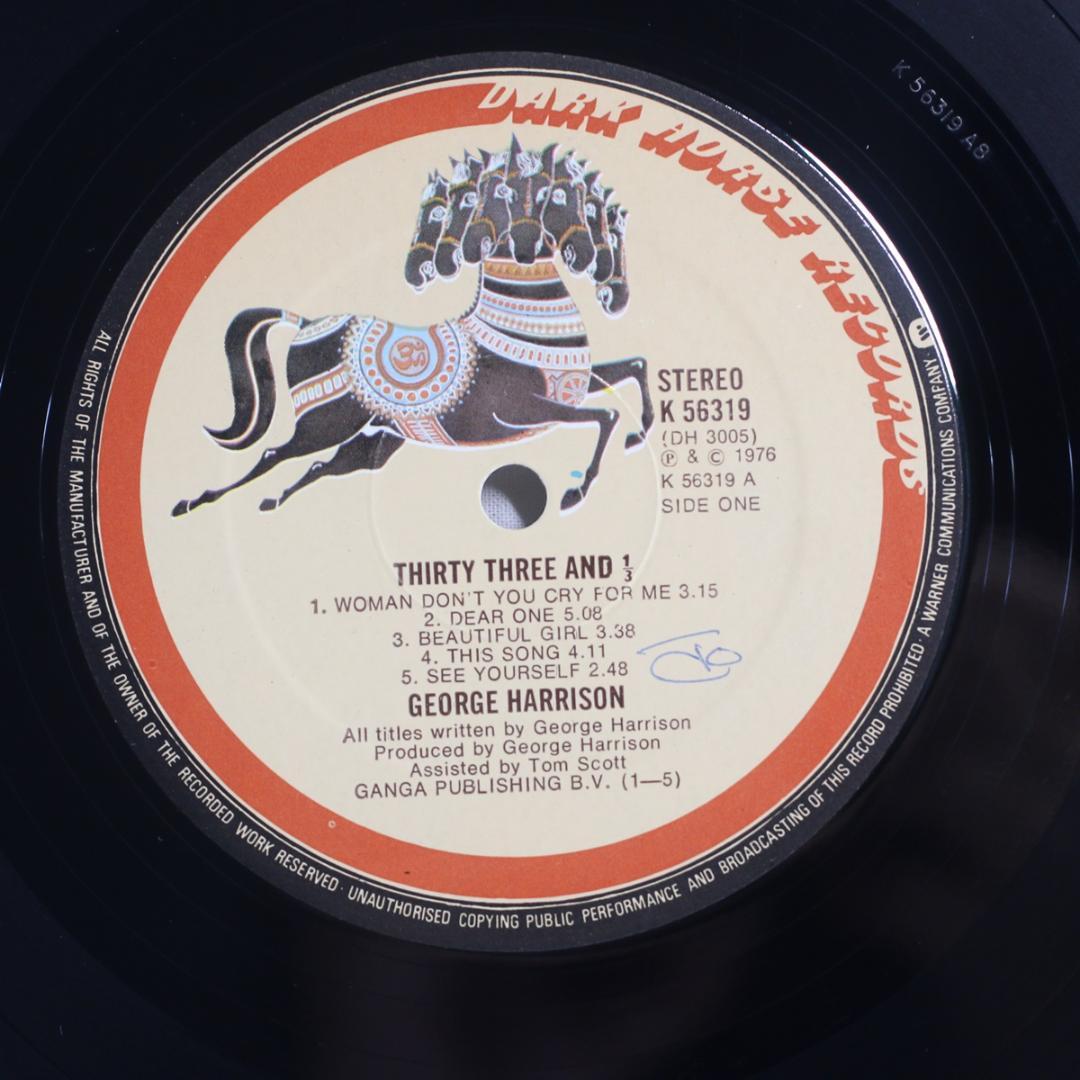 DARK HORSE RECORDS
K 56319 A8
STEREO
K 56319
(DH 3005)
Ⓟ & © 1976
K 56319 A
SIDE ONE
THIRTY THREE AND 1/3
1. WOMAN DON'T YOU CRY FOR ME 3.15
2. DEAR ONE 5.08
3. BEAUTIFUL GIRL 3.38
4. THIS SONG 4.11
5. SEE YOURSELF 2.48
GEORGE HARRISON
All titles written by George Harrison
Produced by George Harrison
Assisted by Tom Scott
GANGA PUBLISHING B.V. (1—5)
ALL RIGHTS OF THE MANUFACTURER AND OF THE OWNER OF THE RECORDED WORK RESERVED · UNAUTHORISED COPYING PUBLIC PERFORMANCE AND BROADCASTING OF THIS RECORD PROHIBITED · A WARNER COMMUNICATIONS COMPANY